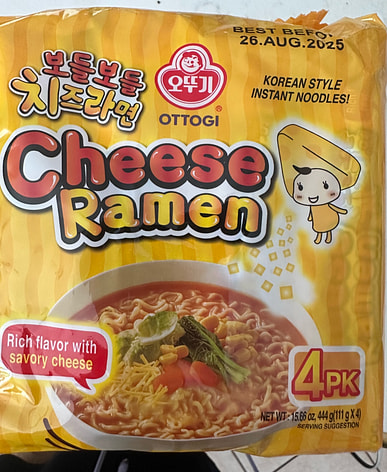 BEST BEFO
26.AUG.2025
보들보들
치즈라면
오뚜기
OTTOGI
KOREAN STYLE
INSTANT NOODLES!
Cheese
Ramen
Rich flavor with
savory cheese
4PK
NET WT : 15.66 oz, 444 g(111 g X 4)
SERVING SUGGESTION